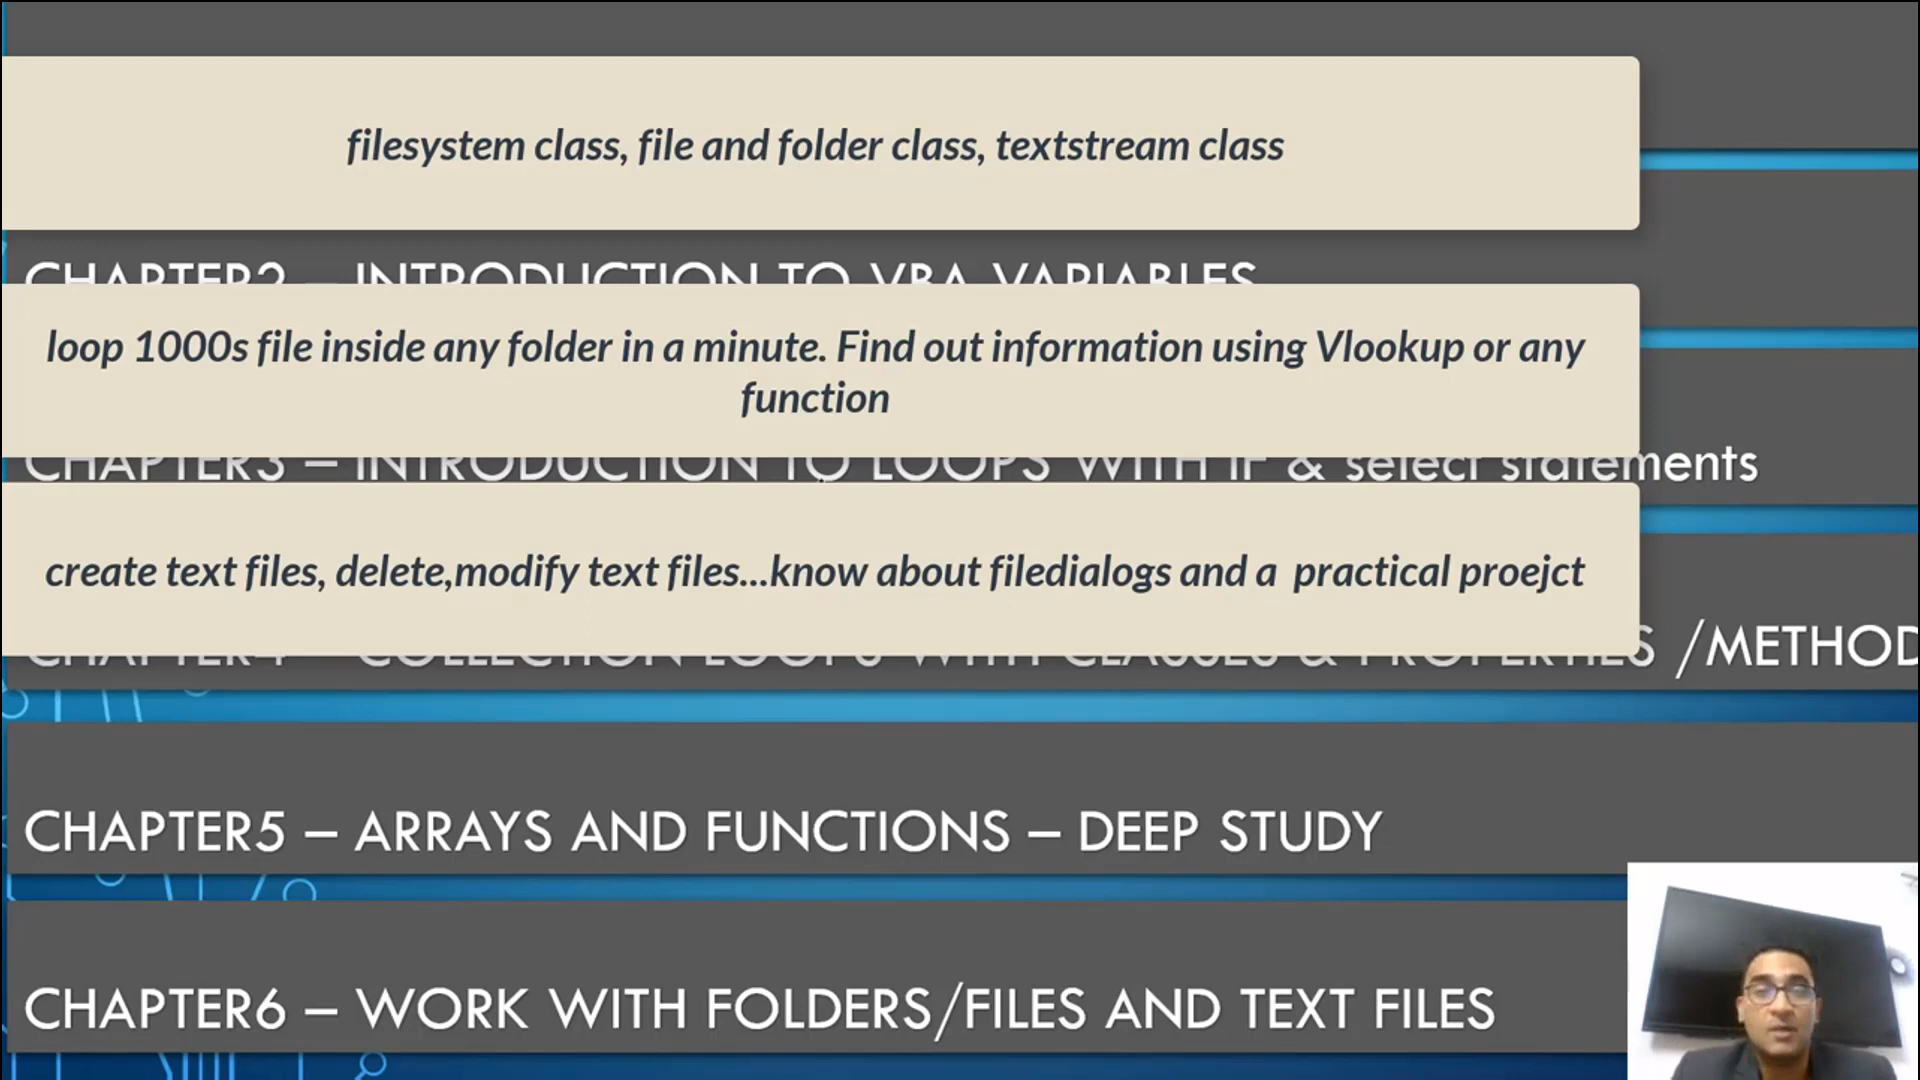 filesystem class, file and folder class, textstream class
CHAPTER2 – INTRODUCTION TO VBA VARIABLES
loop 1000s file inside any folder in a minute. Find out information using Vlookup or any
function
CHAPTER3 – INTRODUCTION TO LOOPS WITH IF & select statements
create text files, delete,modify text files...know about filedialogs and a practical proejct
CHAPTER4 – COLLECTION LOOPS WITH CLASSES & PROPERTIES /METHOD
CHAPTER5 – ARRAYS AND FUNCTIONS – DEEP STUDY
CHAPTER6 – WORK WITH FOLDERS/FILES AND TEXT FILES